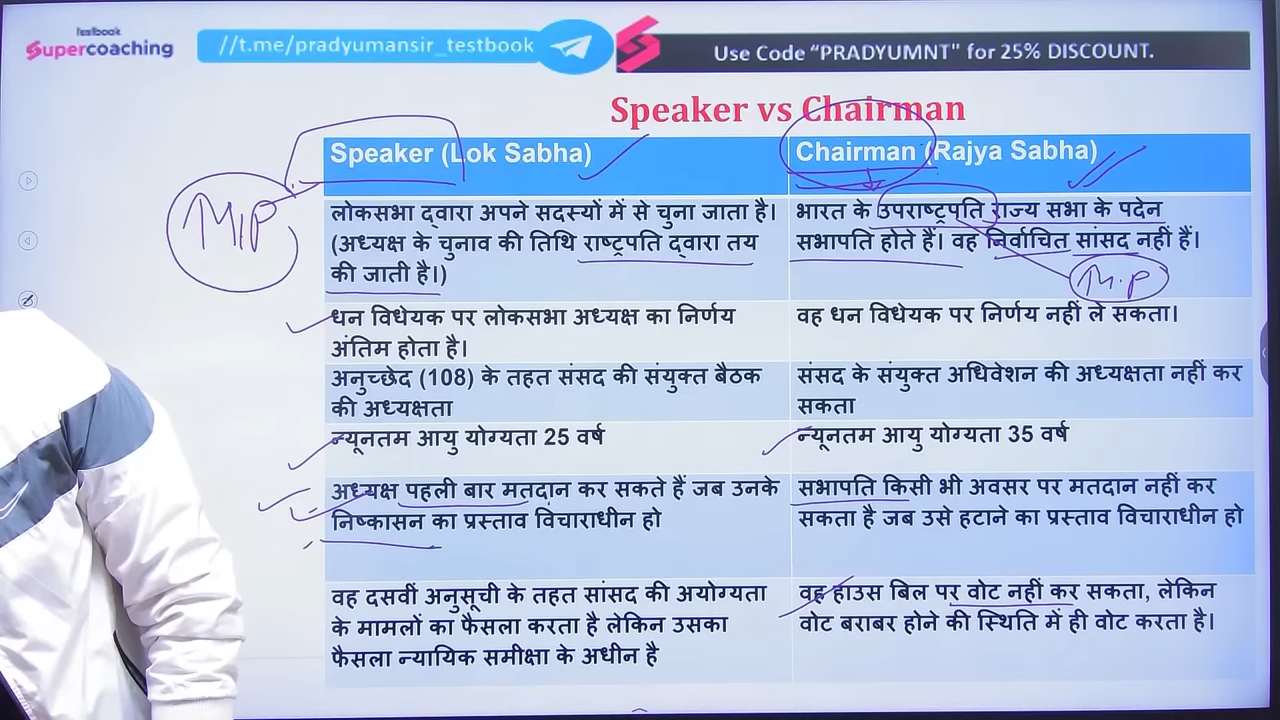 testbook
Supercoaching
//t.me/pradyumansir_testbook
Use Code “PRADYUMNT" for 25% DISCOUNT.
Speaker vs Chairman
Speaker (Lok Sabha)
Chairman (Rajya Sabha)
M.P
लोकसभा द्वारा अपने सदस्यों में से चुना जाता है।
(अध्यक्ष के चुनाव की तिथि राष्ट्रपति द्वारा तय
की जाती है।)
भारत के उपराष्ट्रपति राज्य सभा के पदेन
सभापति होते हैं। वह निर्वाचित सांसद नहीं हैं।
M.P
धन विधेयक पर लोकसभा अध्यक्ष का निर्णय
अंतिम होता है।
वह धन विधेयक पर निर्णय नहीं ले सकता।
अनुच्छेद (108) के तहत संसद की संयुक्त बैठक
की अध्यक्षता
संसद के संयुक्त अधिवेशन की अध्यक्षता नहीं कर
सकता
न्यूनतम आयु योग्यता 25 वर्ष
न्यूनतम आयु योग्यता 35 वर्ष
अध्यक्ष पहली बार मतदान कर सकते हैं जब उनके
निष्कासन का प्रस्ताव विचाराधीन हो
सभापति किसी भी अवसर पर मतदान नहीं कर
सकता है जब उसे हटाने का प्रस्ताव विचाराधीन हो
वह दसवीं अनुसूची के तहत सांसद की अयोग्यता
के मामलों का फैसला करता है लेकिन उसका
फैसला न्यायिक समीक्षा के अधीन है
वह हाउस बिल पर वोट नहीं कर सकता, लेकिन
वोट बराबर होने की स्थिति में ही वोट करता है।